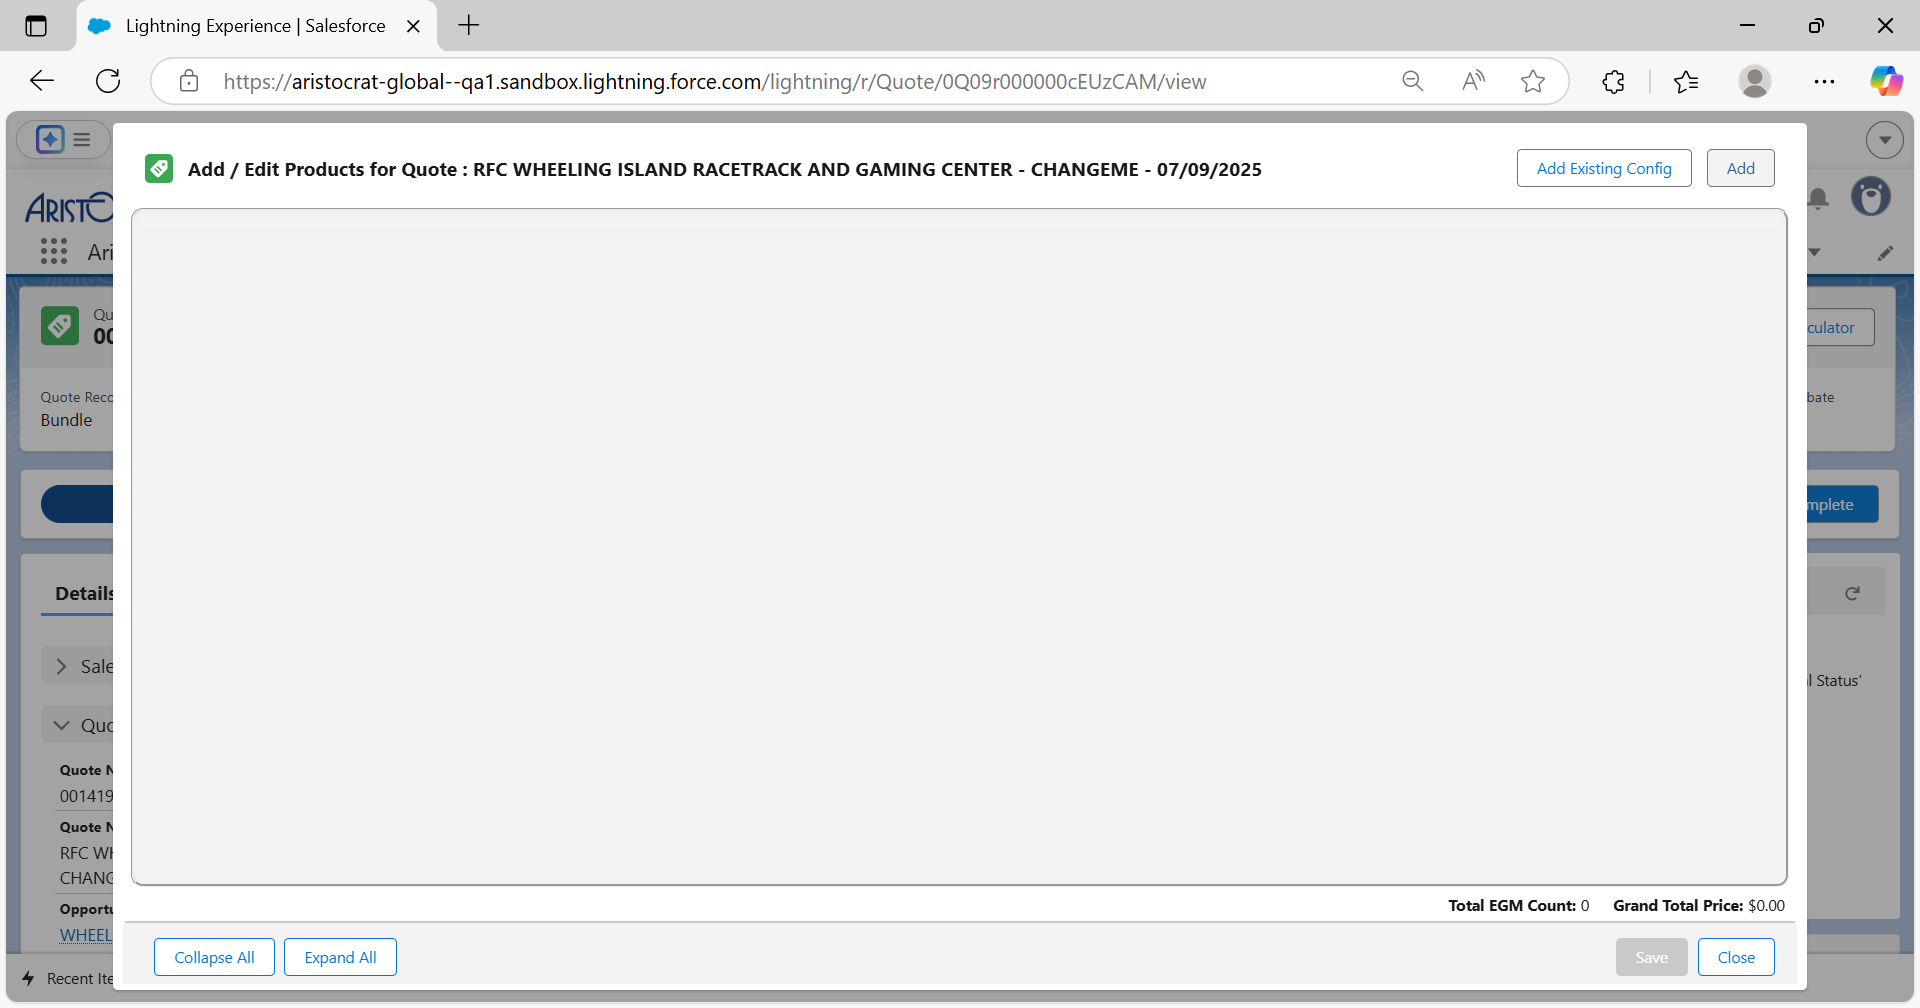 Lightning Experience | Salesforce
https://aristocrat-global--qa1.sandbox.lightning.force.com/lightning/r/Quote/0Q09r000000cEUzCAM/view
Add / Edit Products for Quote : RFC WHEELING ISLAND RACETRACK AND GAMING CENTER - CHANGEME - 07/09/2025
Add Existing Config
Add
ARISTO
Ari
Qu
00
culator
Quote Reco
Bundle
bate
mplete
Details
Sale
l Status'
Quo
Quote N
001419
Quote N
RFC WH
CHANG
Opportu
WHEEL
Total EGM Count: 0 Grand Total Price: $0.00
Collapse All
Expand All
Save
Close
Recent Ite